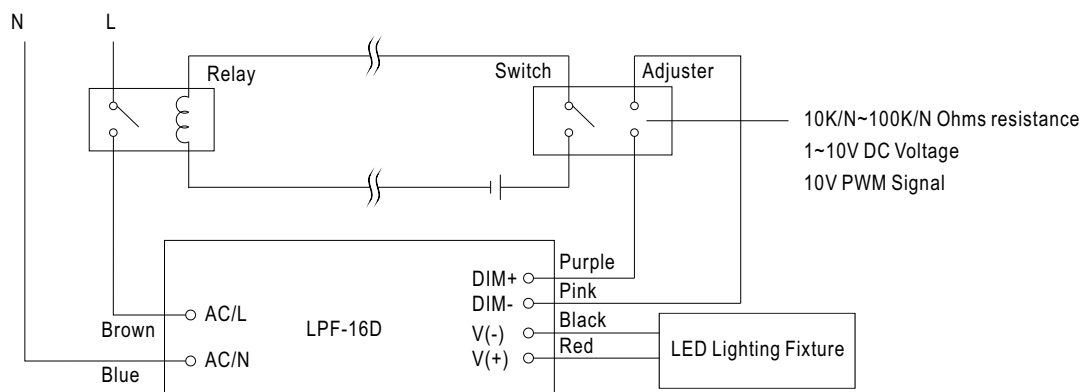 N
L
Relay
Switch
Adjuster
10K/N~100K/N Ohms resistance
1~10V DC Voltage
10V PWM Signal
Purple
DIM+
Pink
DIM-
Black
V(-)
Red
V(+)
Brown
AC/L
LPF-16D
Blue
AC/N
LED Lighting Fixture